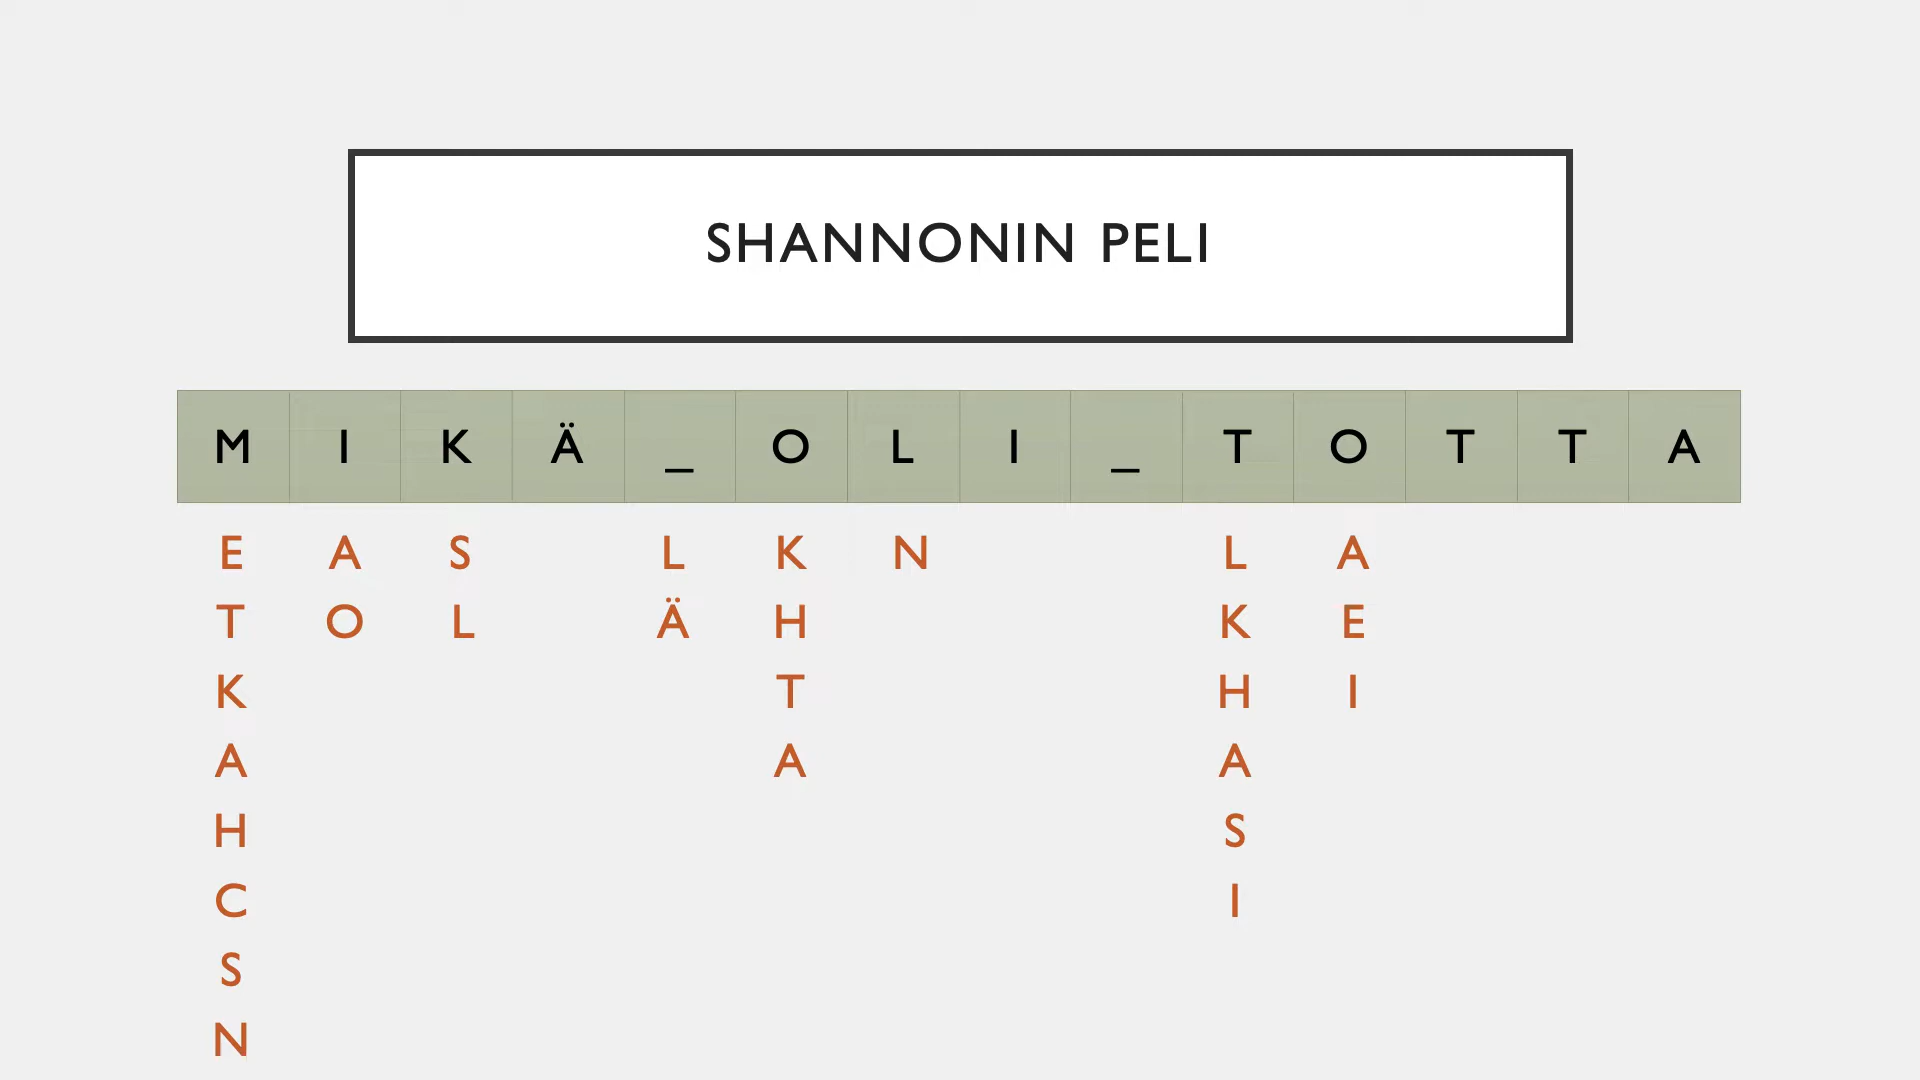 SHANNONIN PELI
M I K Ä _ O L I _ T O T T A
E A S L K N L A
T O L Ä H K E
K T H I
A A A
H S
C I
S
N